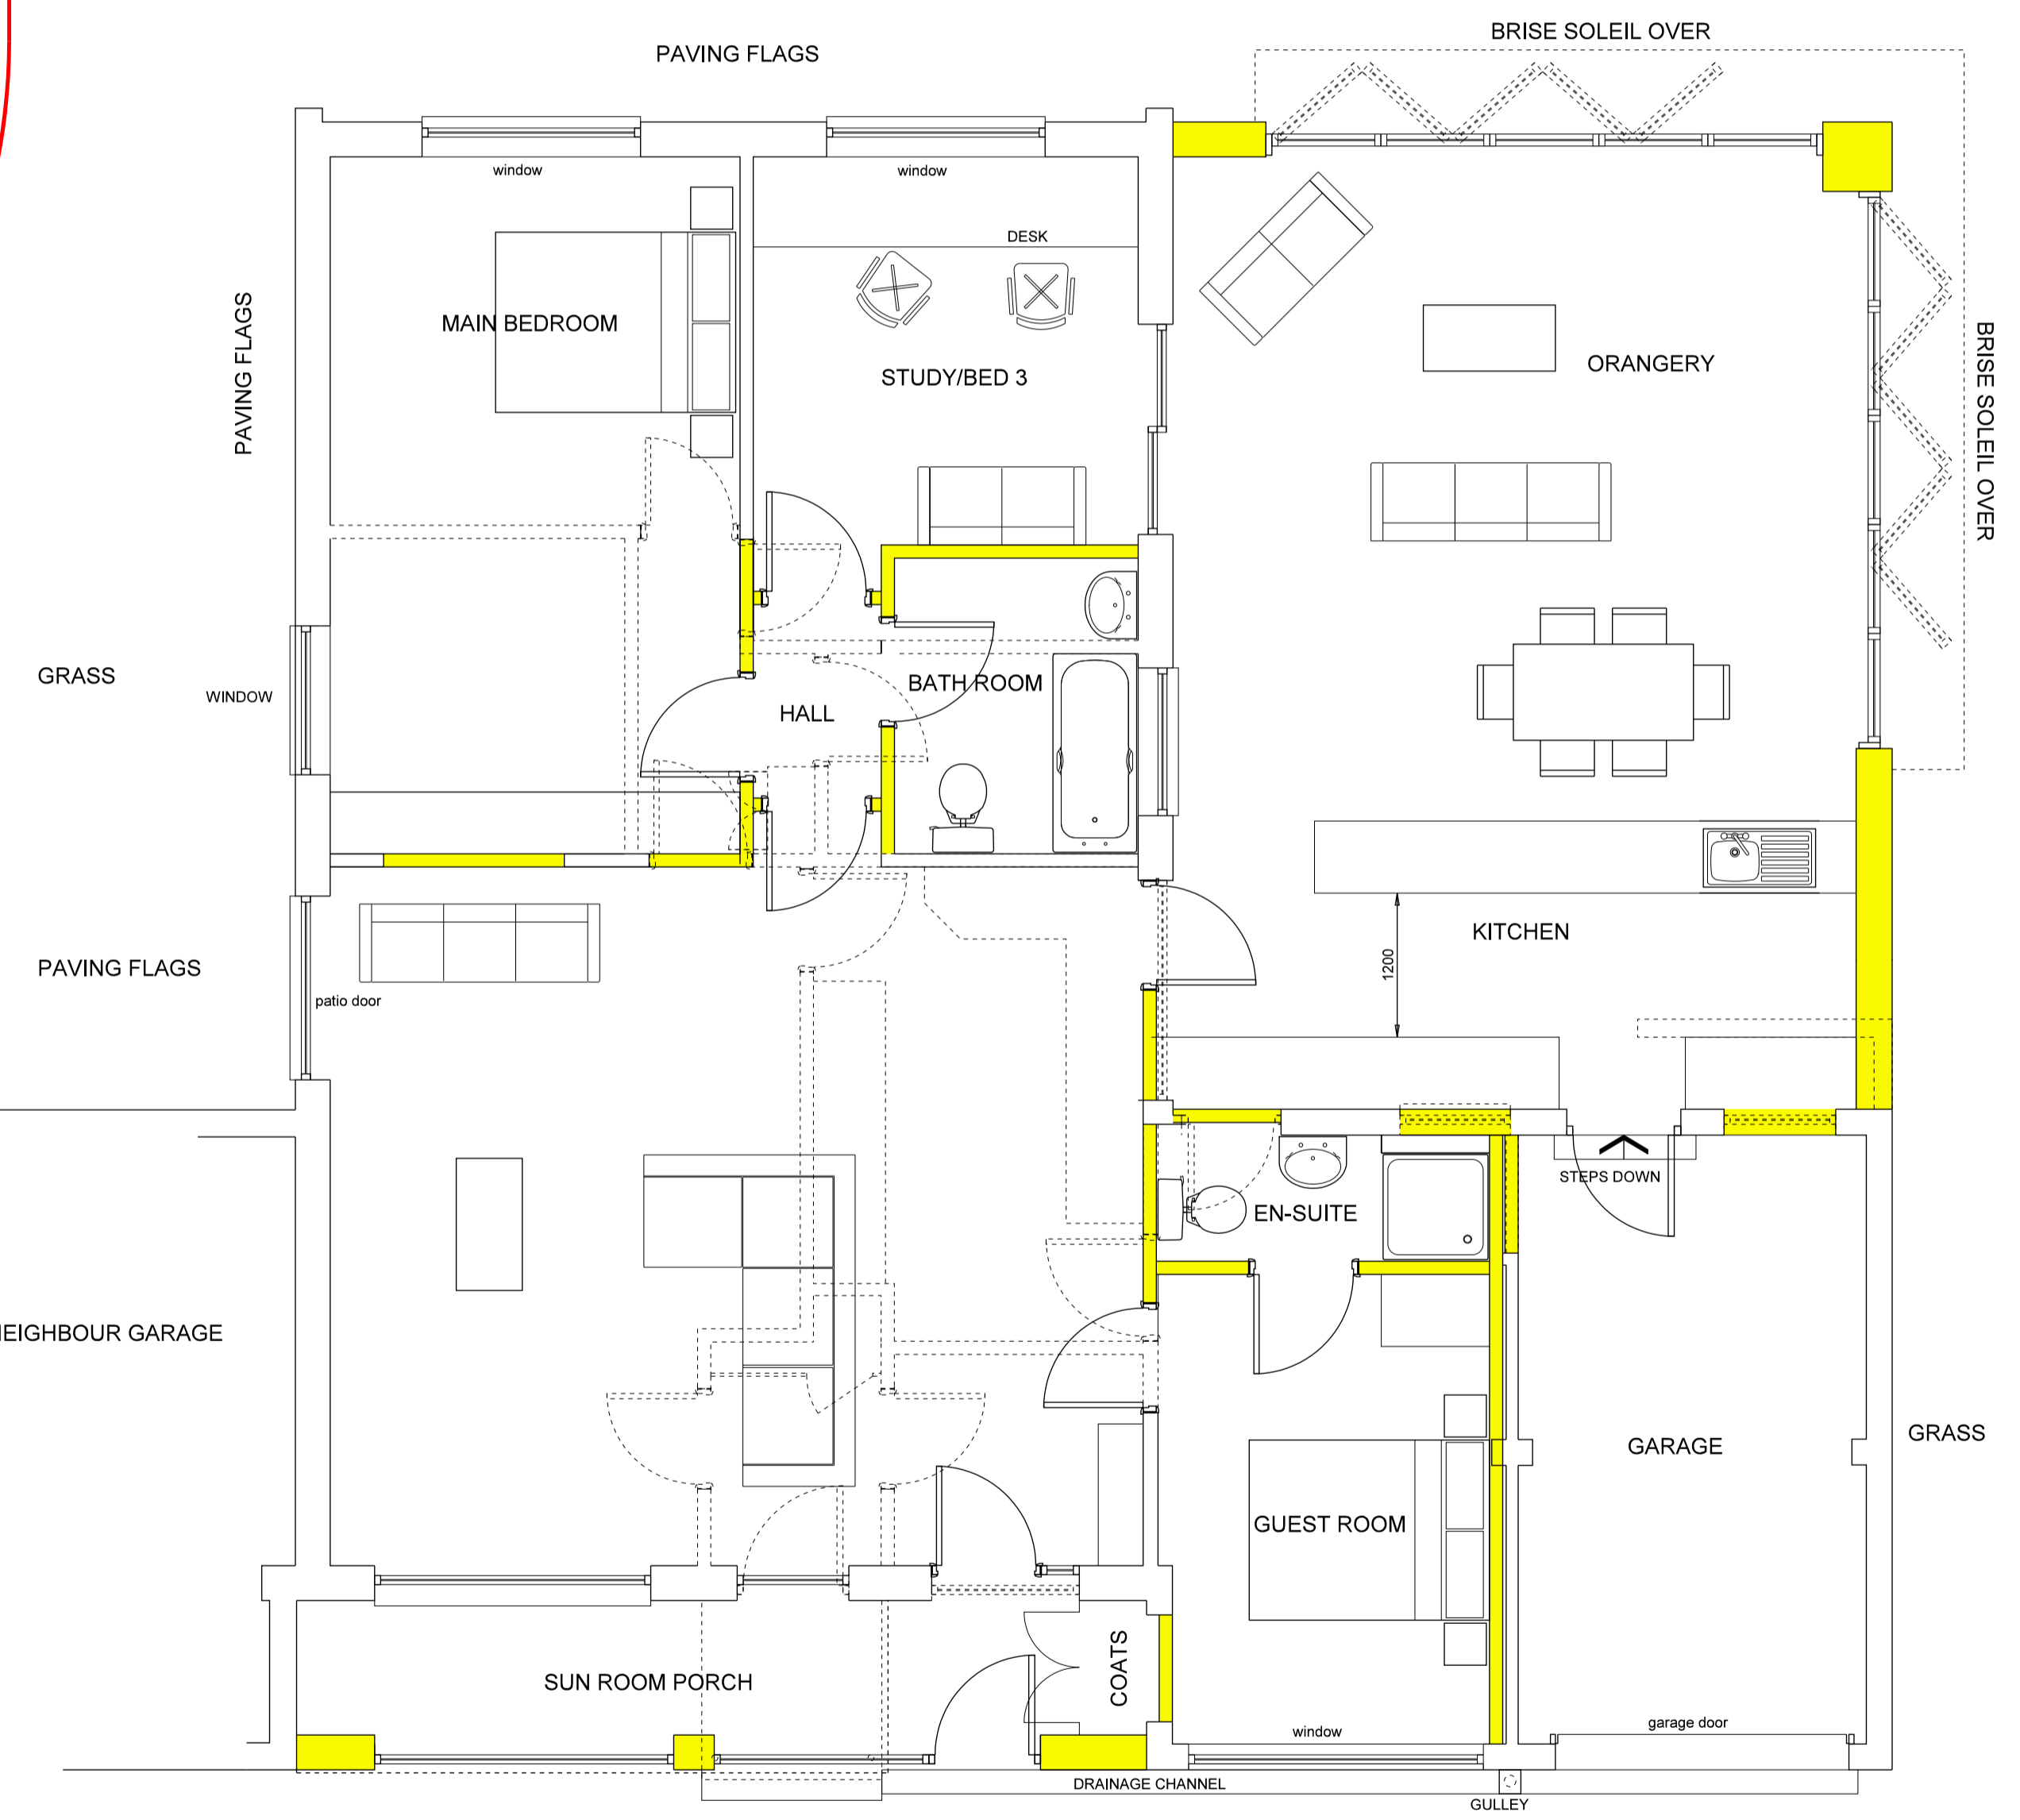 BRISE SOLEIL OVER
PAVING FLAGS
window
window
DESK
PAVING FLAGS
MAIN BEDROOM
STUDY/BED 3
ORANGERY
BRISE SOLEIL OVER
GRASS
WINDOW
BATH ROOM
HALL
KITCHEN
1200
PAVING FLAGS
patio door
STEPS DOWN
EN-SUITE
EIGHBOUR GARAGE
GRASS
GARAGE
GUEST ROOM
COATS
SUN ROOM PORCH
window
garage door
DRAINAGE CHANNEL
GULLEY